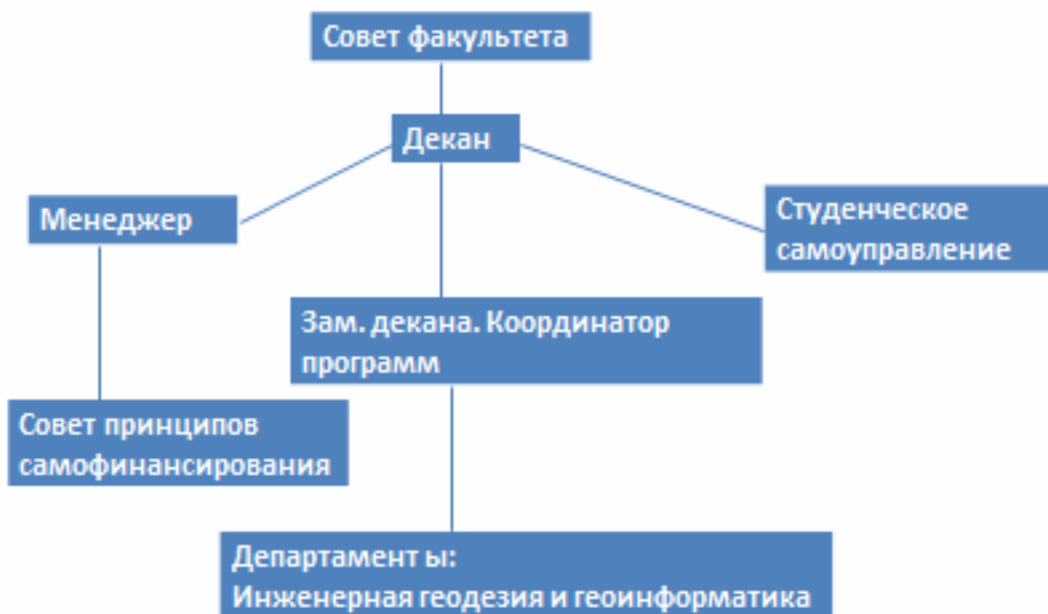 Совет факультета
Декан
Менеджер
Студенческое
самоуправление
Зам. декана. Координатор
программ
Совет принципов
самофинансирования
Департамент ы:
Инженерная геодезия и геоинформатика